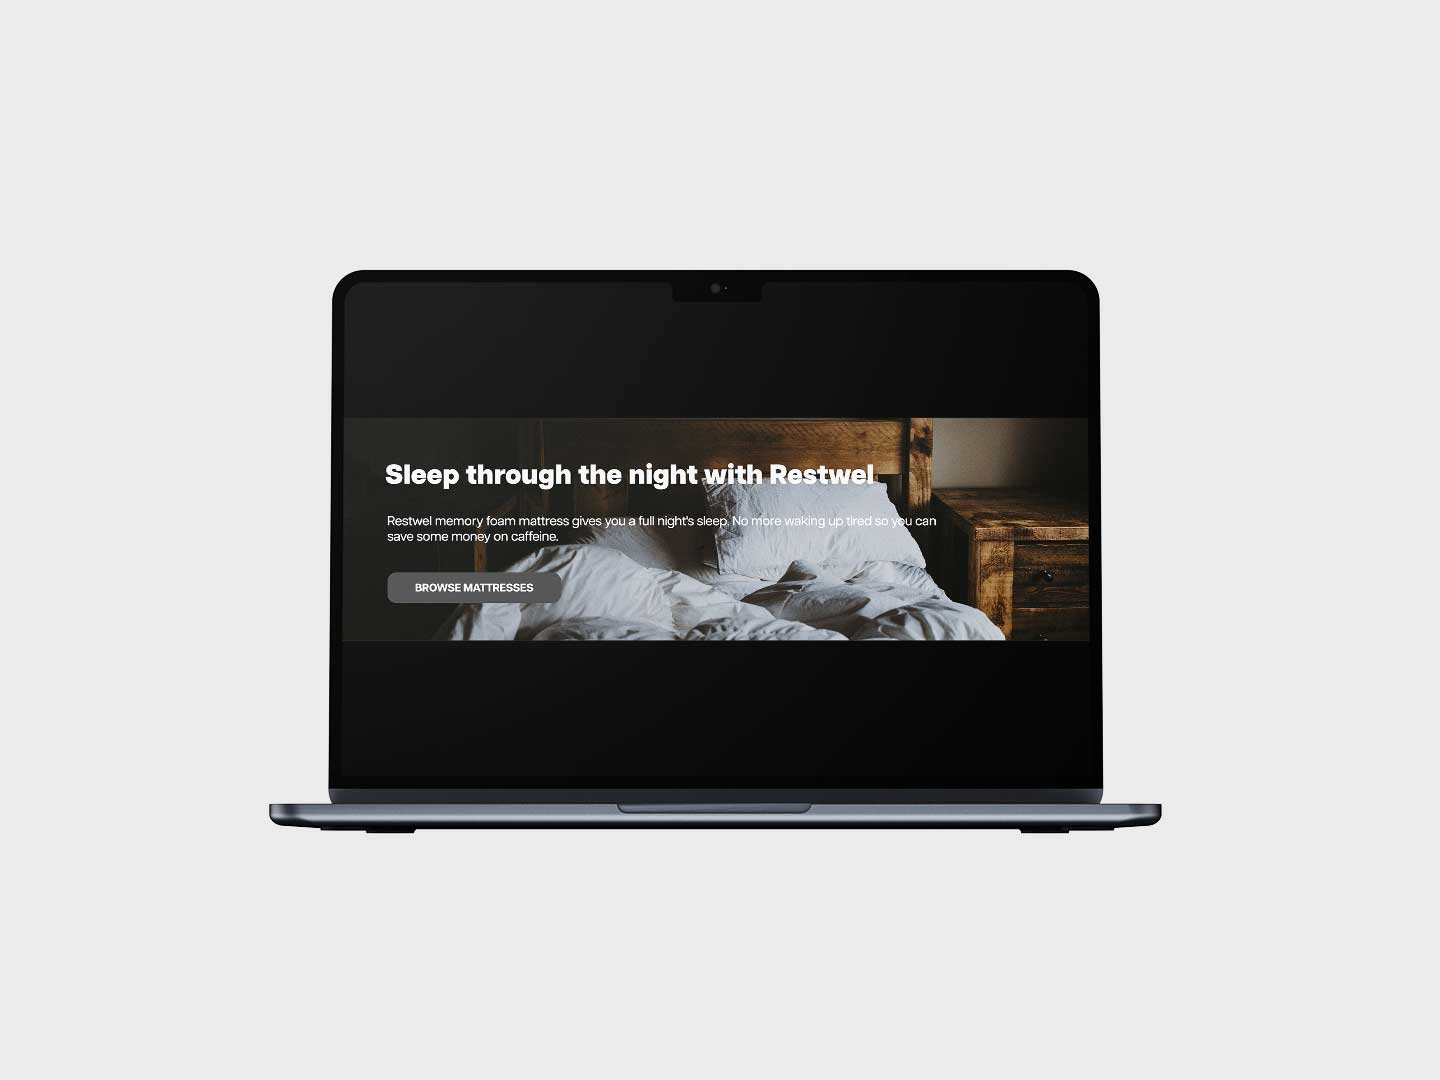 Sleep through the night with Restwel
Restwel memory foam mattress gives you a full night's sleep. No more waking up tired so you can
save some money on caffeine.
BROWSE MATTRESSES